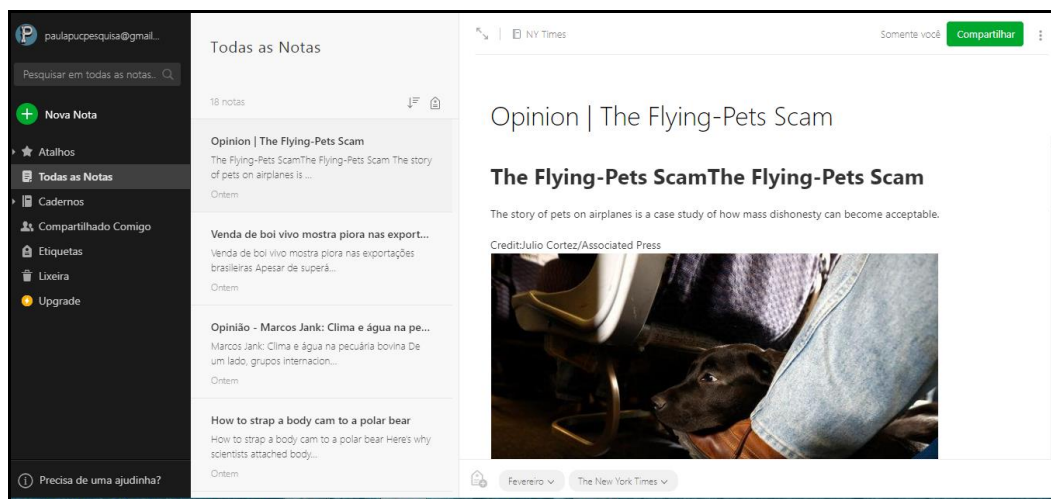 paulapucpesquisa@gmail...
Pesquisar em todas as notas..
Nova Nota
Atalhos
Todas as Notas
Cadernos
Compartilhado Comigo
Etiquetas
Lixeira
Upgrade
Precisa de uma ajudinha?
Todas as Notas
18 notas
Opinion | The Flying-Pets Scam
The Flying-Pets ScamThe Flying-Pets Scam The story
of pets on airplanes is ...
Ontem
Venda de boi vivo mostra piora nas export...
Venda de boi vivo mostra piora nas exportações
brasileiras Apesar de superá...
Ontem
Opinião - Marcos Jank: Clima e água na pe...
Marcos Jank: Clima e água na pecuária bovina De
um lado, grupos internacion...
Ontem
How to strap a body cam to a polar bear
How to strap a body cam to a polar bear Here's why
scientists attached body...
Ontem
NY Times
Somente você
Compartilhar
Opinion | The Flying-Pets Scam
The Flying-Pets ScamThe Flying-Pets Scam
The story of pets on airplanes is a case study of how mass dishonesty can become acceptable.
Credit:Julio Cortez/Associated Press
Fevereiro
The New York Times